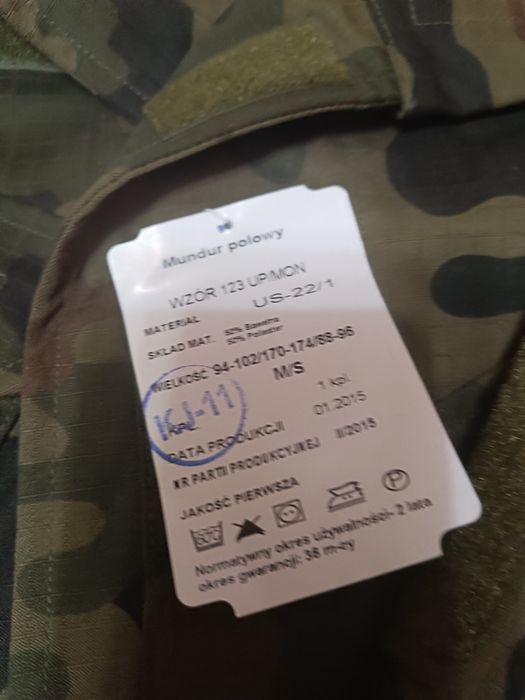 Mundur polowy
WZÓR 123 UP/MON
MATERIAŁ US-22/1
SKŁAD MAT. 50% Bawełna
50% Poliester
WIELKOŚĆ 94-102/170-174/88-96
M/S
KJ-11
KPL. 1 kpl.
DATA PRODUKCJI 01.2015
NR PARTII PRODUKCYJNEJ II/2015
JAKOŚĆ PIERWSZA
P
Normatywny okres używalności- 2 lata
okres gwarancji: 36 m-cy